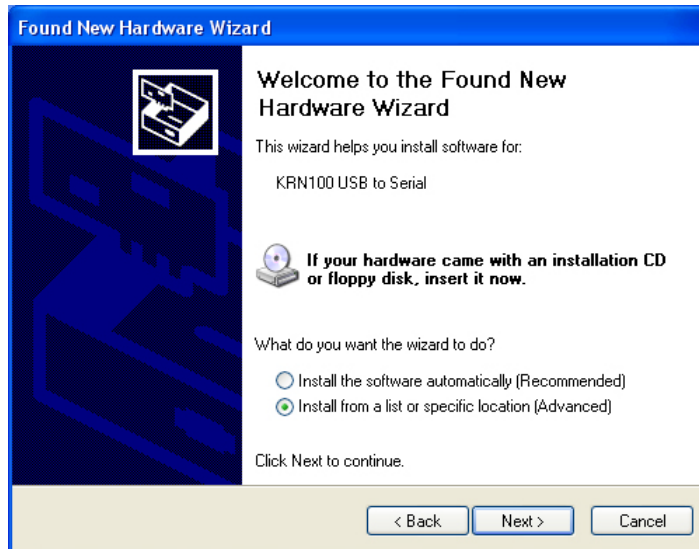 Found New Hardware Wizard
Welcome to the Found New
Hardware Wizard
This wizard helps you install software for:
KRN100 USB to Serial
If your hardware came with an installation CD
or floppy disk, insert it now.
What do you want the wizard to do?
Install the software automatically (Recommended)
Install from a list or specific location (Advanced)
Click Next to continue.
< Back
Next >
Cancel